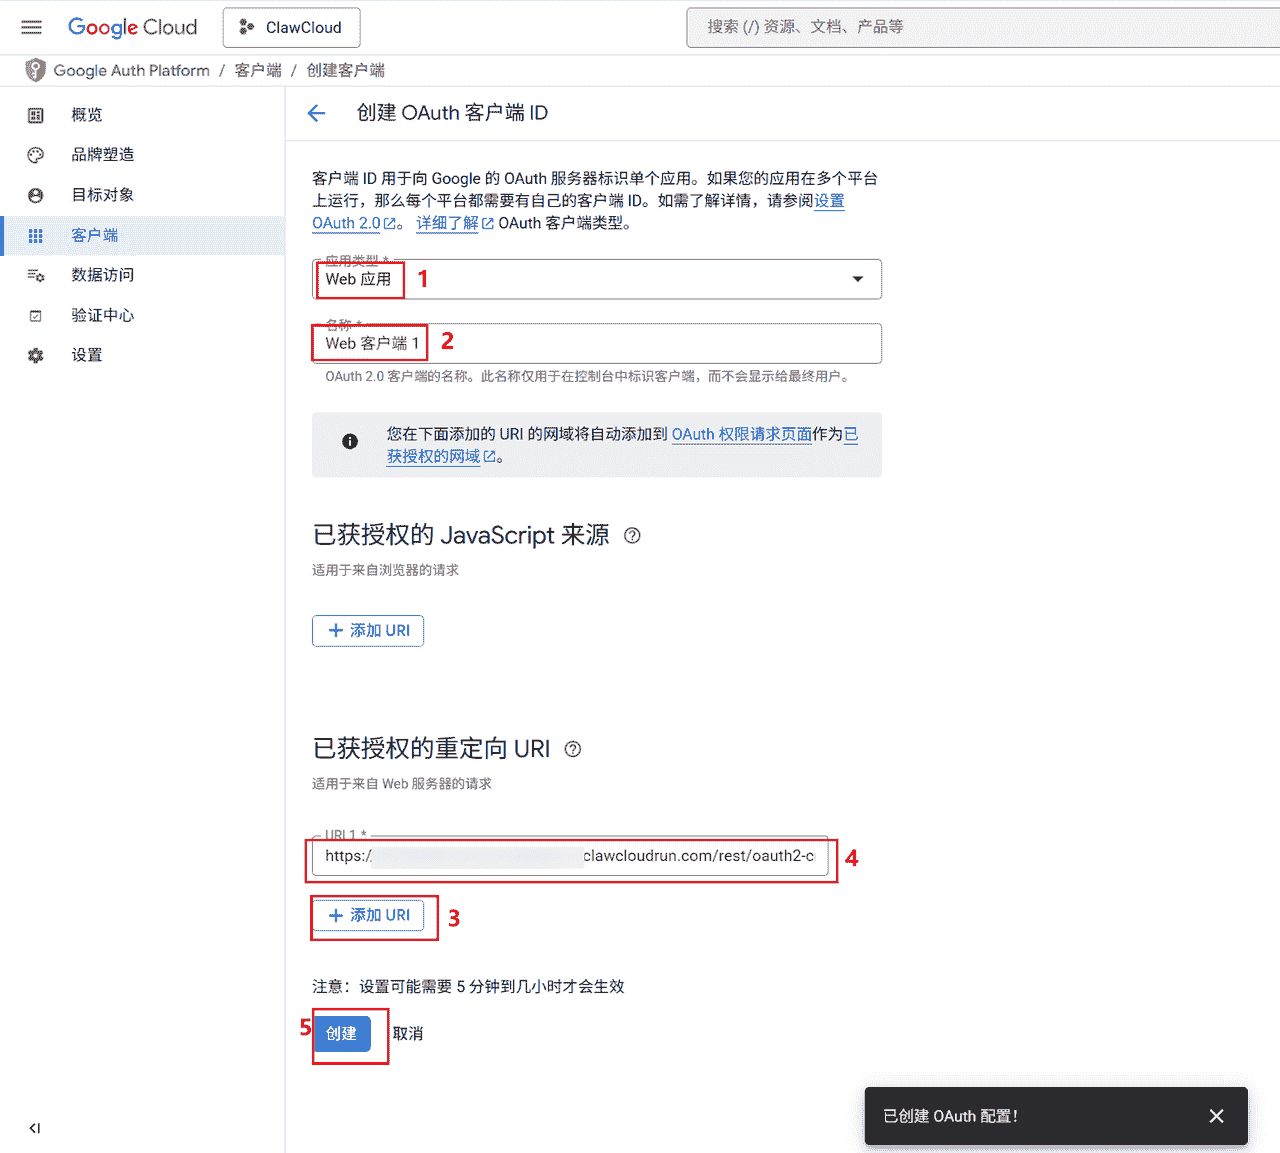 Google Cloud
ClawCloud
搜索 (/) 资源、文档、产品等
Google Auth Platform / 客户端 / 创建客户端
概览
品牌塑造
目标对象
客户端
数据访问
验证中心
设置
创建 OAuth 客户端 ID
客户端 ID 用于向 Google 的 OAuth 服务器标识单个应用。如果您的应用在多个平台
上运行，那么每个平台都需要有自己的客户端 ID。如需了解详情，请参阅设置
OAuth 2.0。 详细了解 OAuth 客户端类型。
应用类型 *
Web 应用 1
名称 *
Web 客户端 1 2
OAuth 2.0 客户端的名称。此名称仅用于在控制台中标识客户端，而不会显示给最终用户。
您在下面添加的 URI 的网域将自动添加到 OAuth 权限请求页面作为已
获授权的网域。
已获授权的 JavaScript 来源
适用于来自浏览器的请求
+ 添加 URI
已获授权的重定向 URI
适用于来自 Web 服务器的请求
URI 1 *
https:/ clawcloudrun.com/rest/oauth2-c 4
+ 添加 URI 3
注意：设置可能需要 5 分钟到几小时才会生效
5 创建 取消
已创建 OAuth 配置！